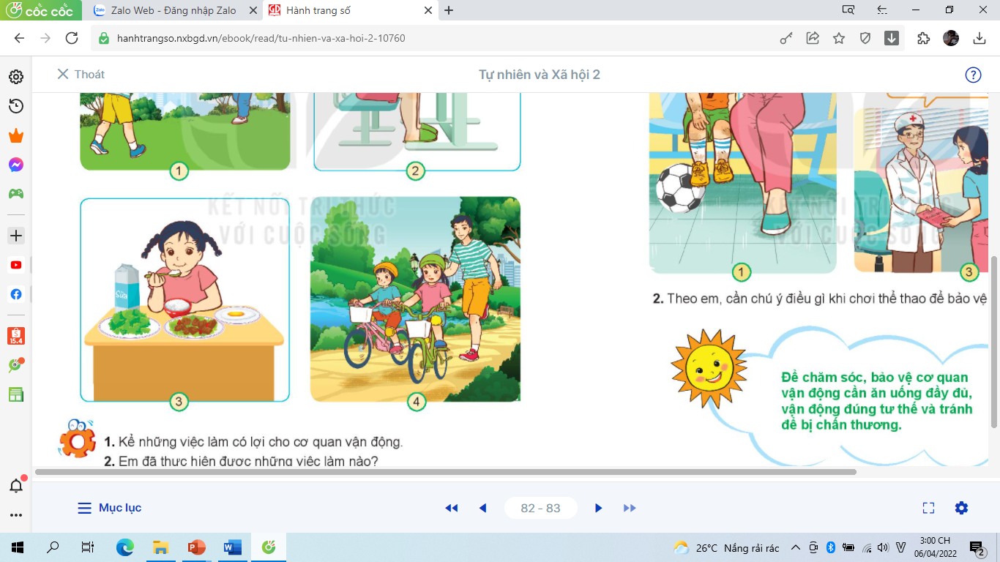 cốc cốc
Zalo Web - Đăng nhập Zalo
Hành trang số
hanhtrangso.nxbgd.vn/ebook/read/tu-nhien-va-xa-hoi-2-10760
Thoát
Tự nhiên và Xã hội 2
1
2
KẾT NỐI TRI THỨC
VỚI CUỘC SỐNG
Sữa
3
4
1. Kể những việc làm có lợi cho cơ quan vận động.
2. Em đã thực hiện được những việc làm nào?
KẾT NỐI TRI THỨC
VỚI CUỘC SỐNG
1
3
2. Theo em, cần chú ý điều gì khi chơi thể thao để bảo vệ
Để chăm sóc, bảo vệ cơ quan
vận động cần ăn uống đầy đủ,
vận động đúng tư thế và tránh
để bị chấn thương.
15.4
Mục lục
82 - 83
26°C Nắng rải rác
3:00 CH
06/04/2022
2